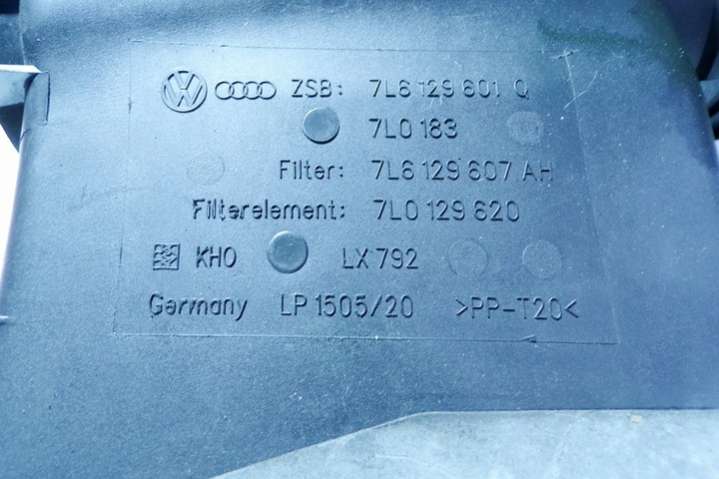 ZSB: 7L6 129 601 Q
7L0 183
Filter: 7L6 129 607 AH
Filterelement: 7L0 129 620
KHO LX 792
Germany LP 1505/20 >PP-T20<